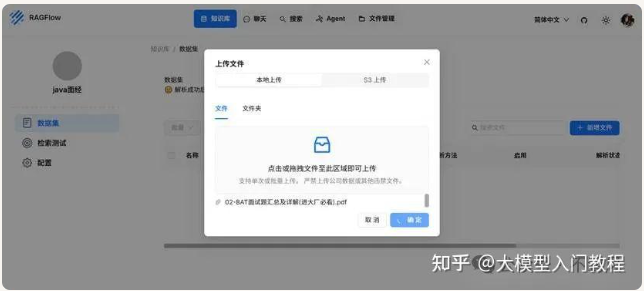 RAGFlow
知识库
聊天
搜索
Agent
文件管理
简体中文
知识库 / 数据集
java面经
数据集
检索测试
配置
数据集
解析成功后
上传文件
本地上传
S3 上传
文件
文件夹
点击或拖拽文件至此区域即可上传
支持单次或批量上传。 严禁上传公司数据或其他违禁文件。
02-BAT面试题汇总及详解(进大厂必看).pdf
取消
确定
批量
搜索文件
+ 新增文件
名称
析方法
启用
解析状态
知乎 @大模型入门教程